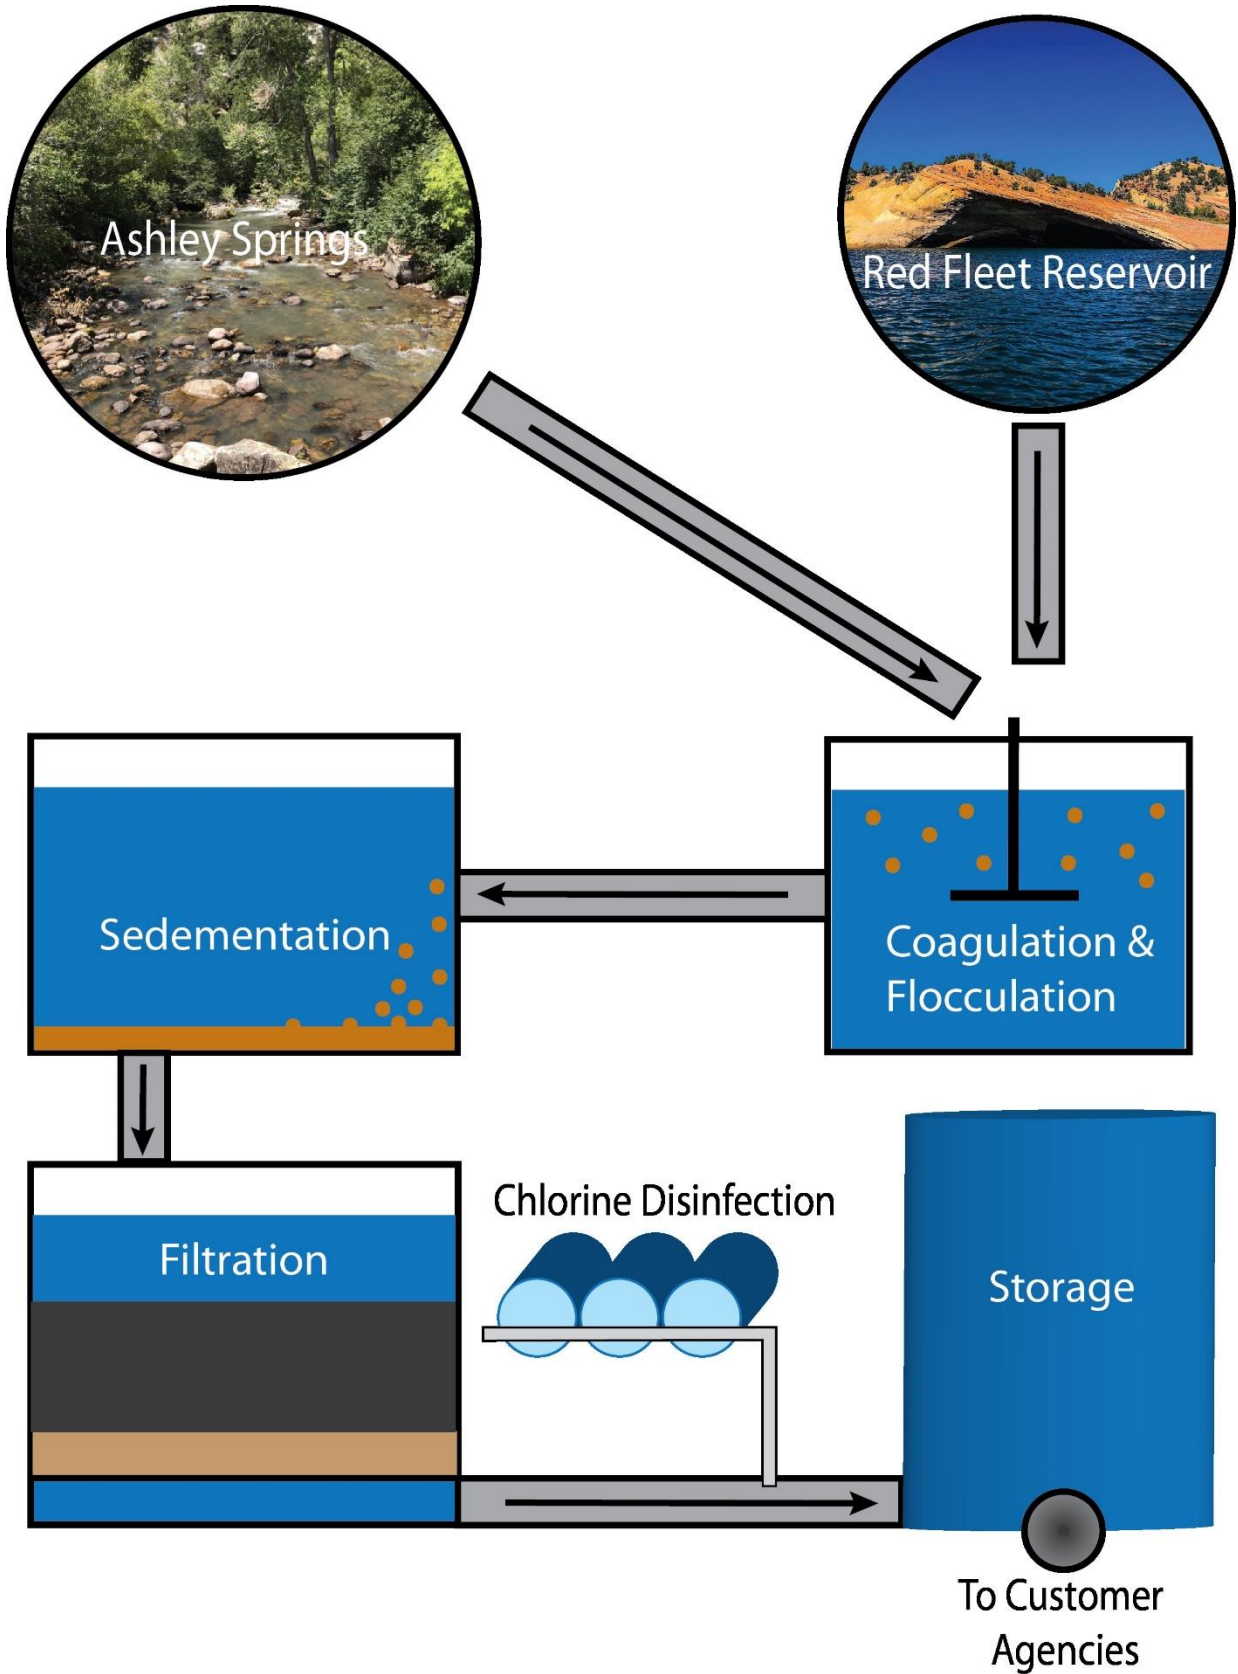 Ashley Springs
Red Fleet Reservoir
Sedementation
Coagulation &
Flocculation
Filtration
Chlorine Disinfection
Storage
To Customer
Agencies